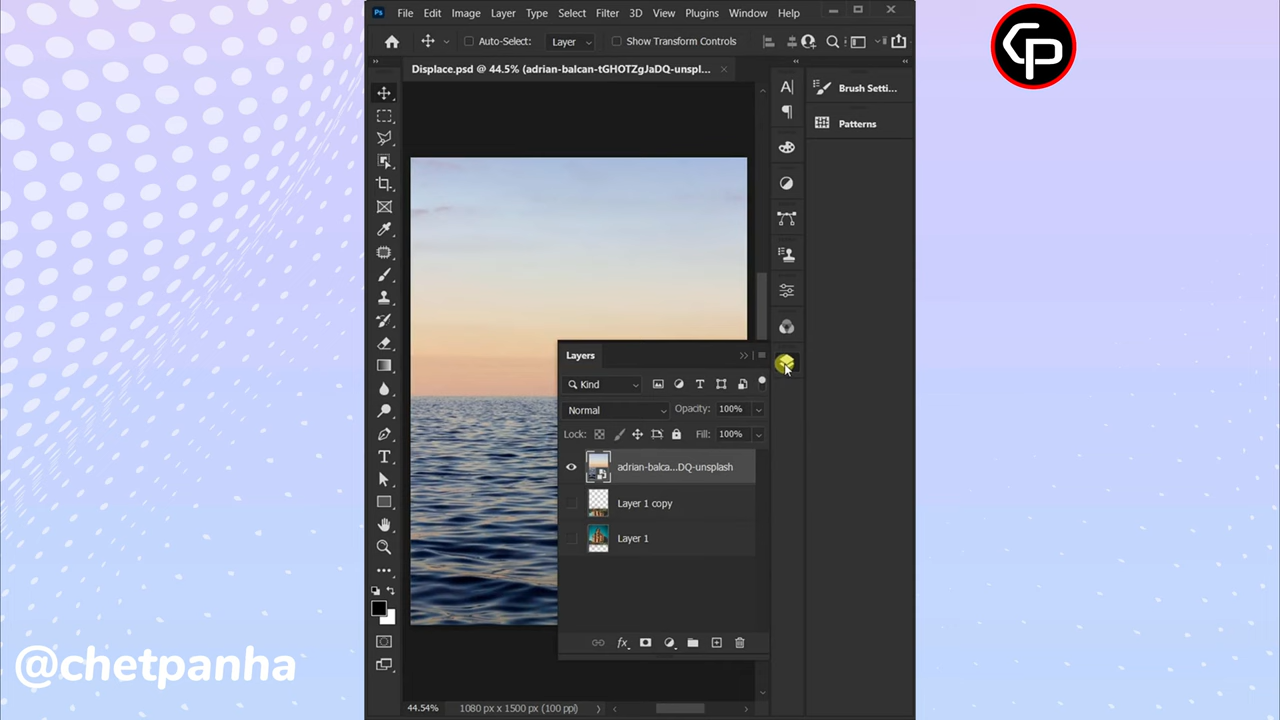 Ps File Edit Image Layer Type Select Filter 3D View Plugins Window Help
Auto-Select: Layer Show Transform Controls
Displace.psd @ 44.5% (adrian-balcan-tGHOTZgJaDQ-unspl...
Brush Setti...
Patterns
Layers
Kind
Normal Opacity: 100%
Lock: Fill: 100%
adrian-balca...DQ-unsplash
Layer 1 copy
Layer 1
fx
44.54% 1080 px x 1500 px (100 ppi)
CP
@chetpanha